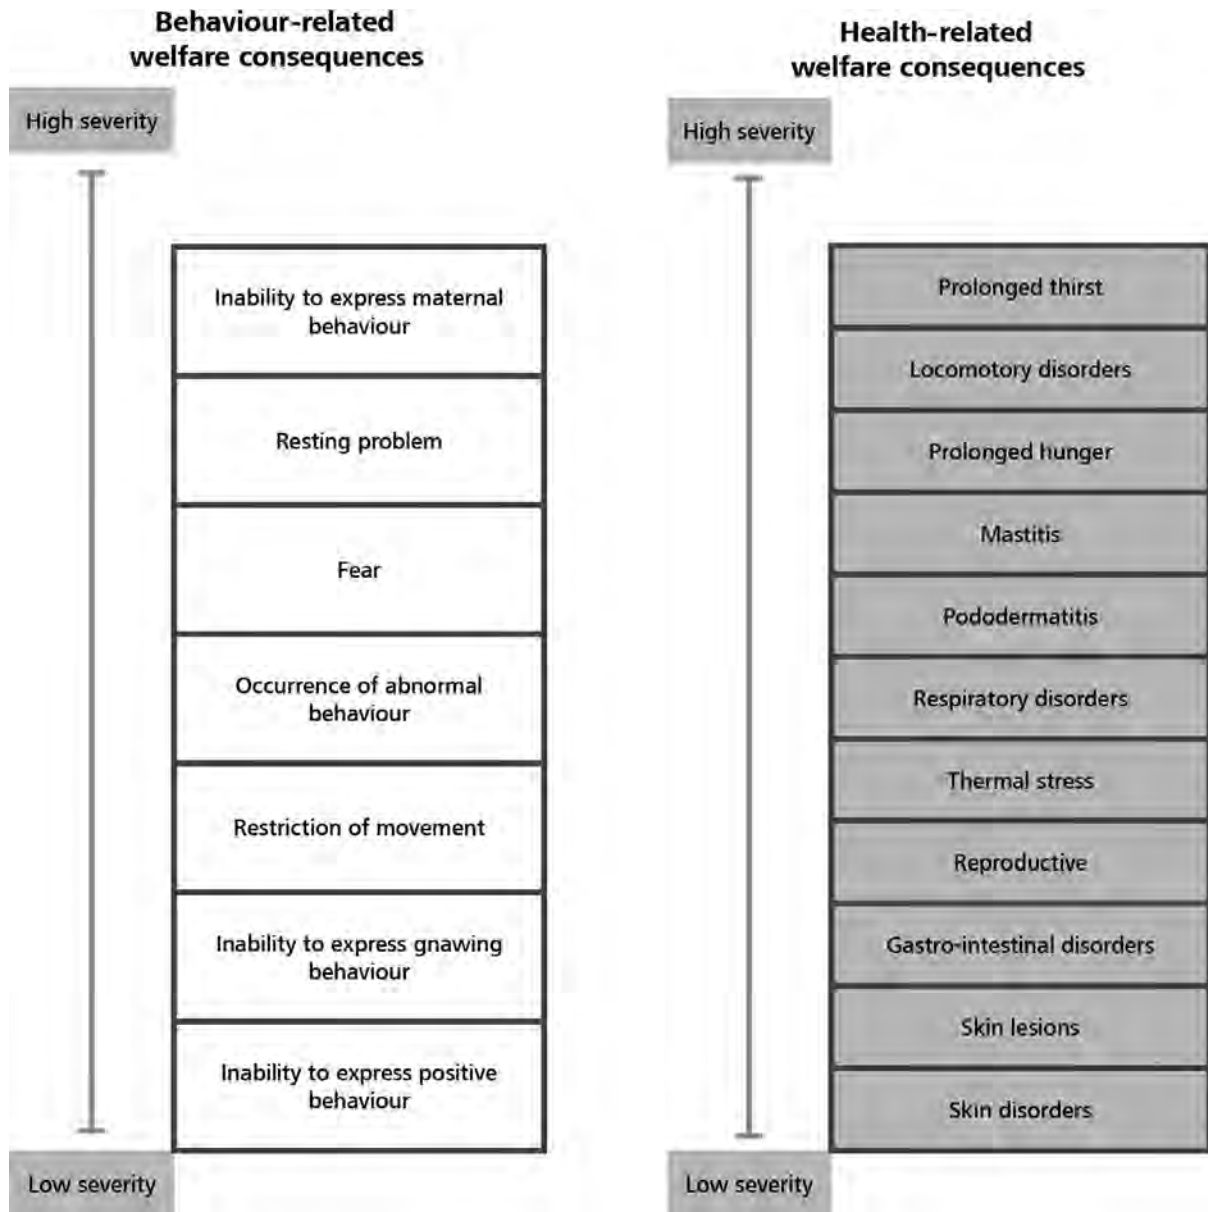 Behaviour-related
welfare consequences
High severity
Inability to express maternal
behaviour
Resting problem
Fear
Occurrence of abnormal
behaviour
Restriction of movement
Inability to express gnawing
behaviour
Inability to express positive
behaviour
Low severity
Health-related
welfare consequences
High severity
Prolonged thirst
Locomotory disorders
Prolonged hunger
Mastitis
Pododermatitis
Respiratory disorders
Thermal stress
Reproductive
Gastro-intestinal disorders
Skin lesions
Skin disorders
Low severity